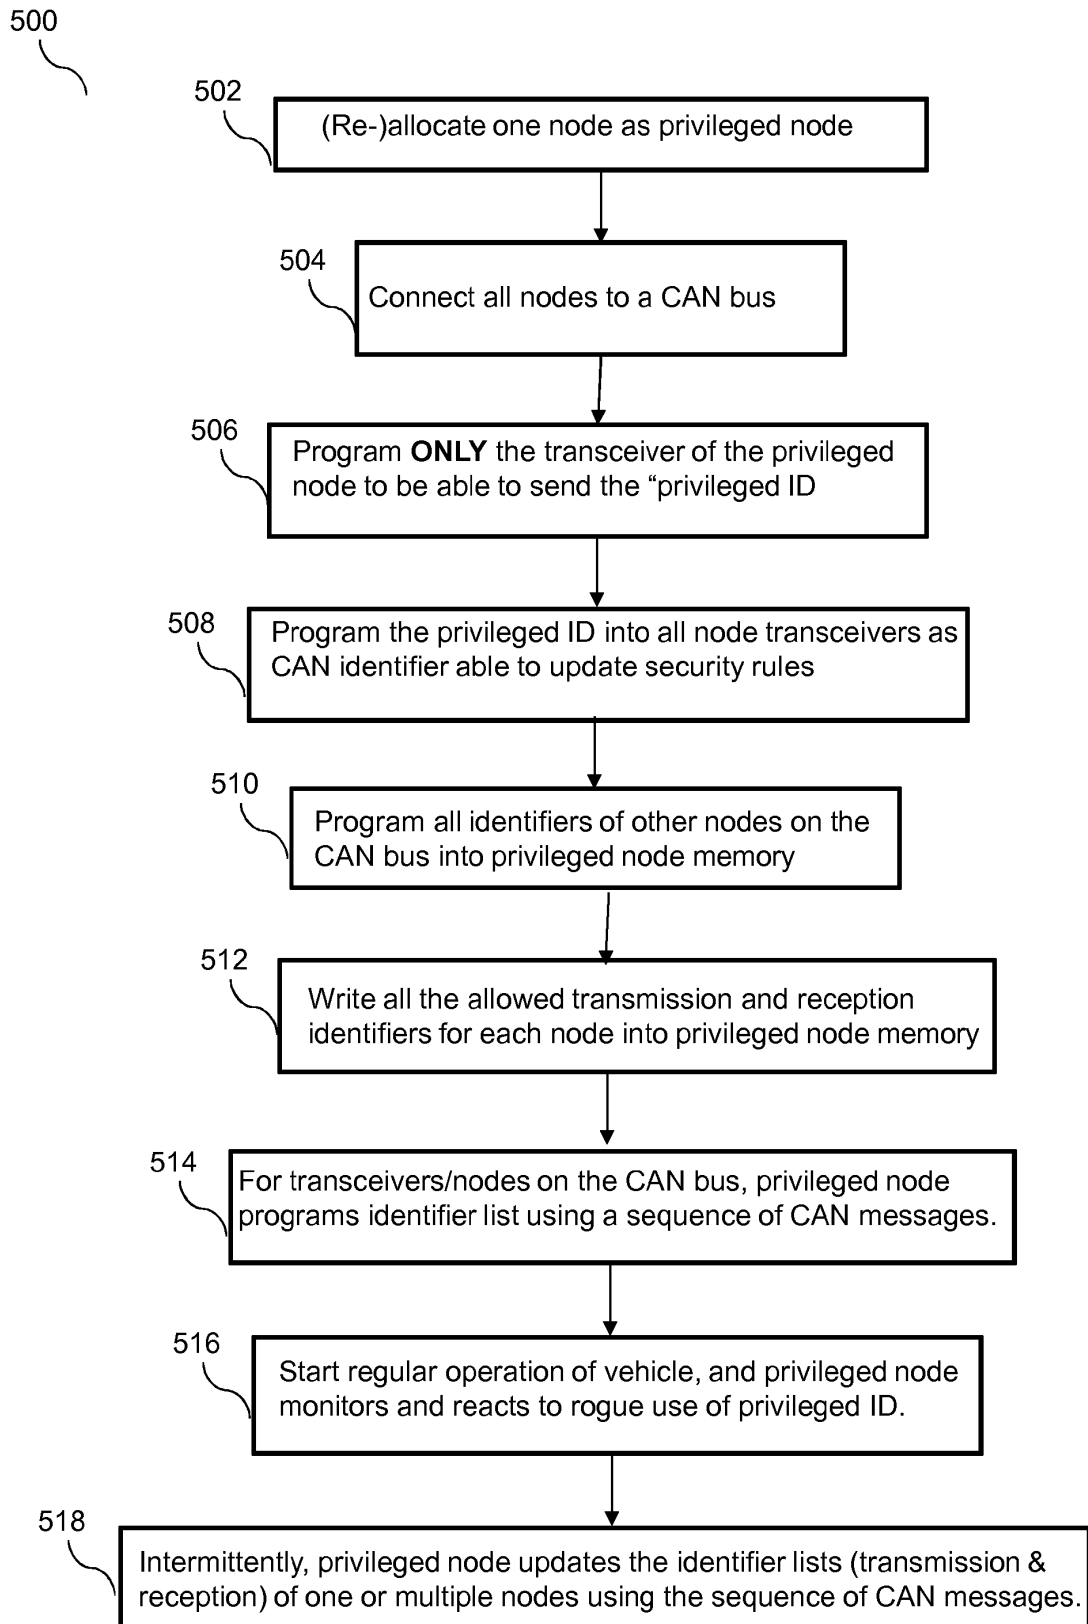 500
502
(Re-)allocate one node as privileged node
504
Connect all nodes to a CAN bus
506
Program ONLY the transceiver of the privileged
node to be able to send the “privileged ID
508
Program the privileged ID into all node transceivers as
CAN identifier able to update security rules
510
Program all identifiers of other nodes on the
CAN bus into privileged node memory
512
Write all the allowed transmission and reception
identifiers for each node into privileged node memory
514
For transceivers/nodes on the CAN bus, privileged node
programs identifier list using a sequence of CAN messages.
516
Start regular operation of vehicle, and privileged node
monitors and reacts to rogue use of privileged ID.
518
Intermittently, privileged node updates the identifier lists (transmission &
reception) of one or multiple nodes using the sequence of CAN messages.